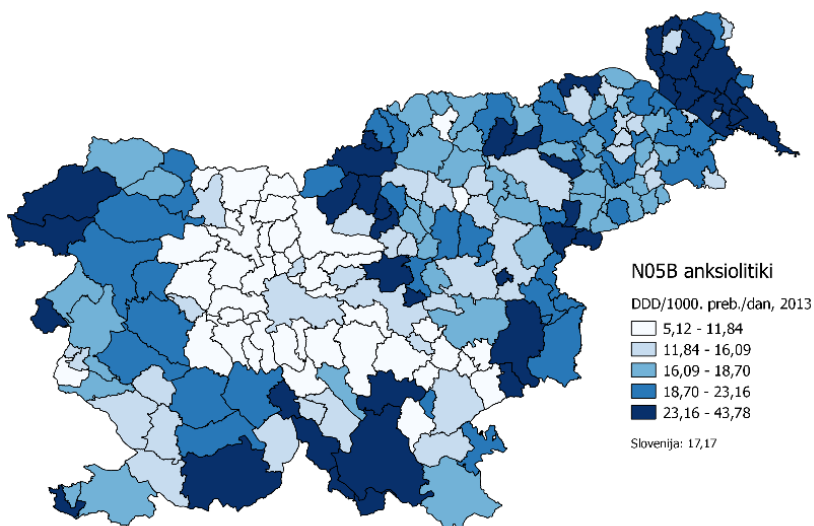 N05B anksiolitiki
DDD/1000. preb./dan, 2013
5,12 - 11,84
11,84 - 16,09
16,09 - 18,70
18,70 - 23,16
23,16 - 43,78
Slovenija: 17,17